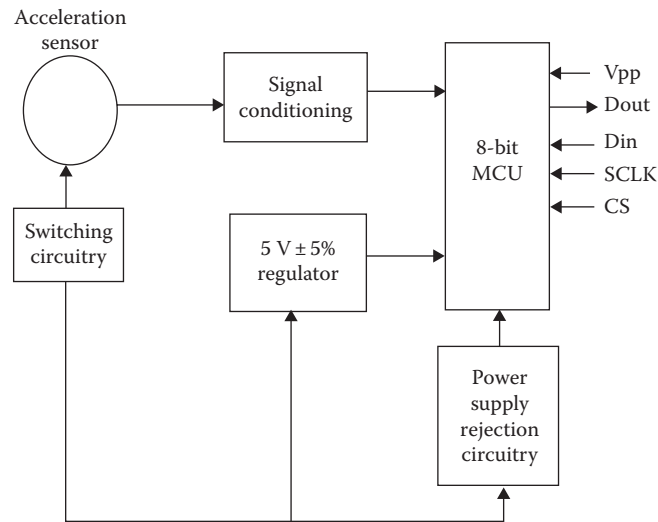 Acceleration
sensor
Signal
conditioning
8-bit
MCU
Vpp
Dout
Din
SCLK
CS
Switching
circuitry
5 V ± 5%
regulator
Power
supply
rejection
circuitry